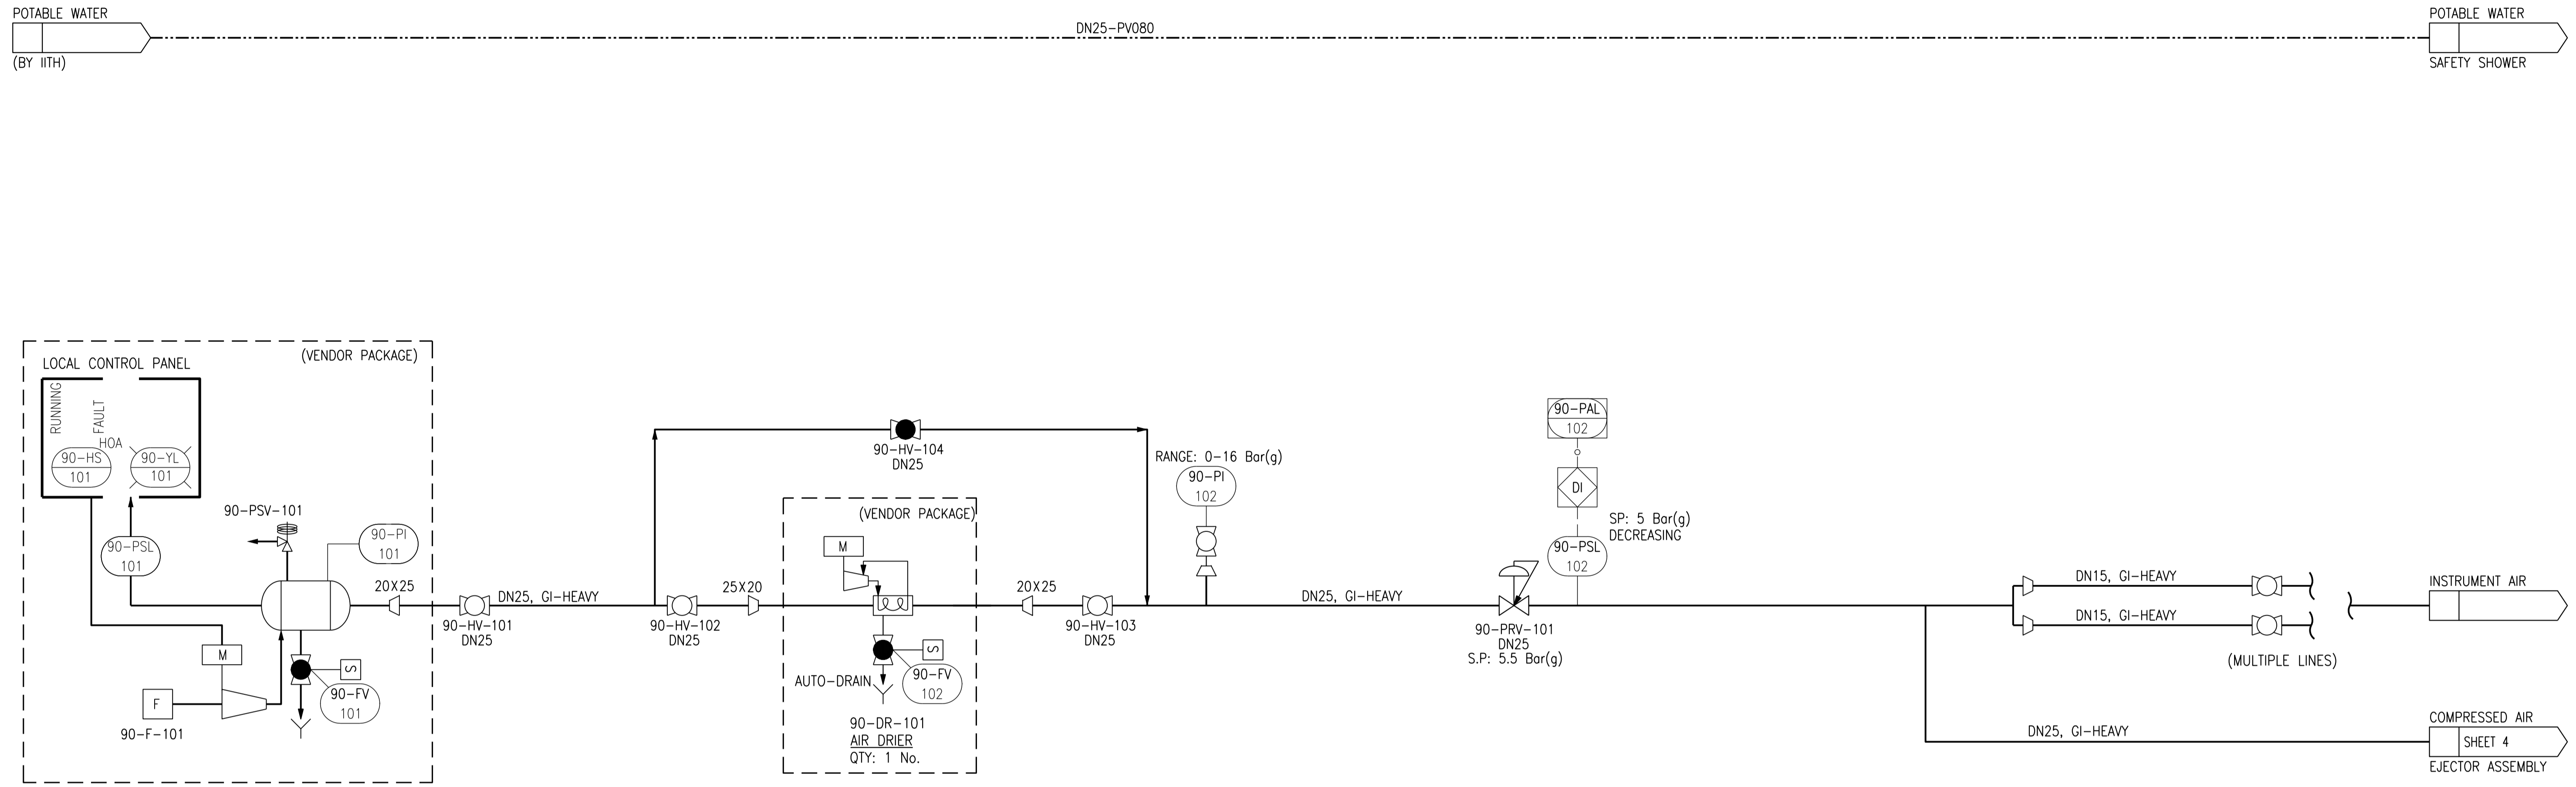 POTABLE WATER
(BY IITH)
DN25-PV080
POTABLE WATER
SAFETY SHOWER
(VENDOR PACKAGE)
LOCAL CONTROL PANEL
RUNNING
FAULT
HOA
90-HS
101
90-YL
101
90-PSL
101
90-PSV-101
90-PI
101
20X25
M
F
90-F-101
S
90-FV
101
90-HV-101
DN25
DN25, GI-HEAVY
90-HV-102
DN25
25X20
90-HV-104
DN25
(VENDOR PACKAGE)
M
S
AUTO-DRAIN
90-FV
102
90-DR-101
AIR DRIER
QTY: 1 No.
20X25
90-HV-103
DN25
RANGE: 0-16 Bar(g)
90-PI
102
DN25, GI-HEAVY
90-PRV-101
DN25
S.P: 5.5 Bar(g)
90-PAL
102
DI
SP: 5 Bar(g)
DECREASING
90-PSL
102
DN15, GI-HEAVY
DN15, GI-HEAVY
(MULTIPLE LINES)
INSTRUMENT AIR
DN25, GI-HEAVY
COMPRESSED AIR
SHEET 4
EJECTOR ASSEMBLY